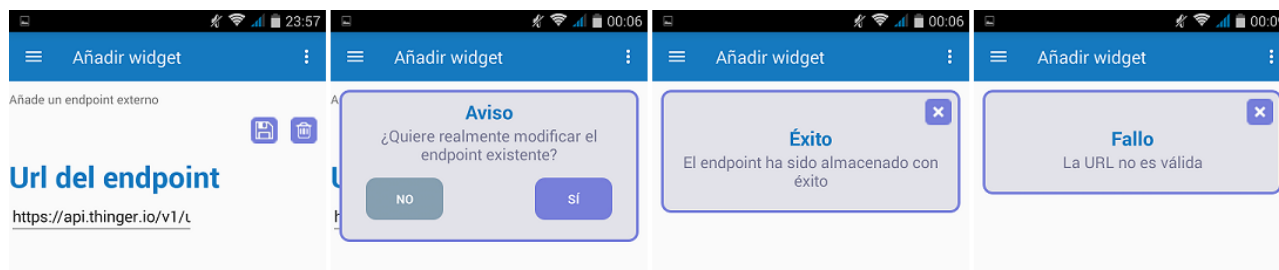 23:57
Añadir widget
Añade un endpoint externo
Url del endpoint
https://api.thinger.io/v1/
00:06
Añadir widget
Aviso
¿Quiere realmente modificar el
endpoint existente?
NO
SÍ
00:06
Añadir widget
Éxito
El endpoint ha sido almacenado con
éxito
Añadir widget
Fallo
La URL no es válida